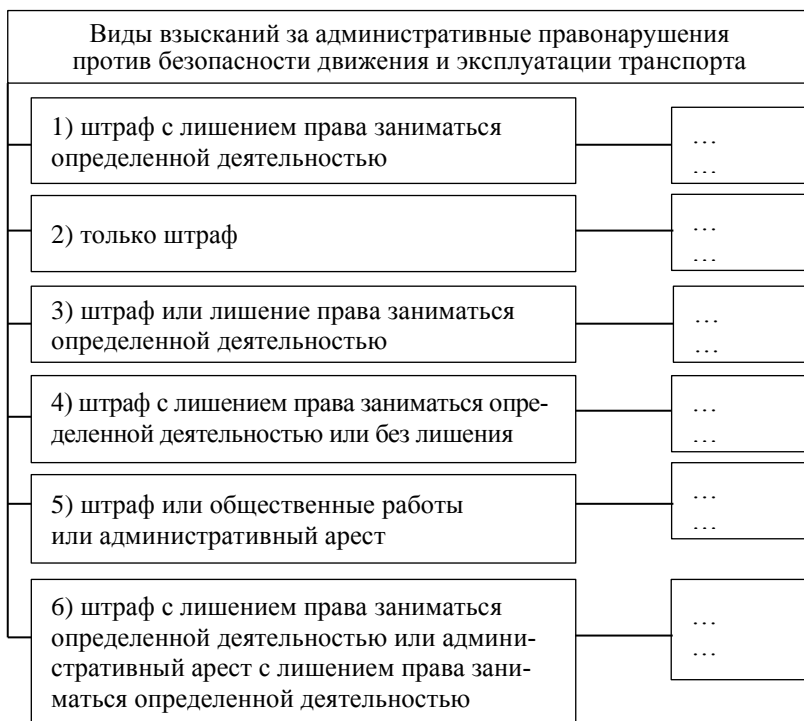 Виды взысканий за административные правонарушения
против безопасности движения и эксплуатации транспорта
1) штраф с лишением права заниматься
определенной деятельностью
…
…
2) только штраф
…
…
3) штраф или лишение права заниматься
определенной деятельностью
…
…
4) штраф с лишением права заниматься опре-
деленной деятельностью или без лишения
…
…
5) штраф или общественные работы
или административный арест
…
…
6) штраф с лишением права заниматься
определенной деятельностью или админи-
стративный арест с лишением права зани-
маться определенной деятельностью
…
…